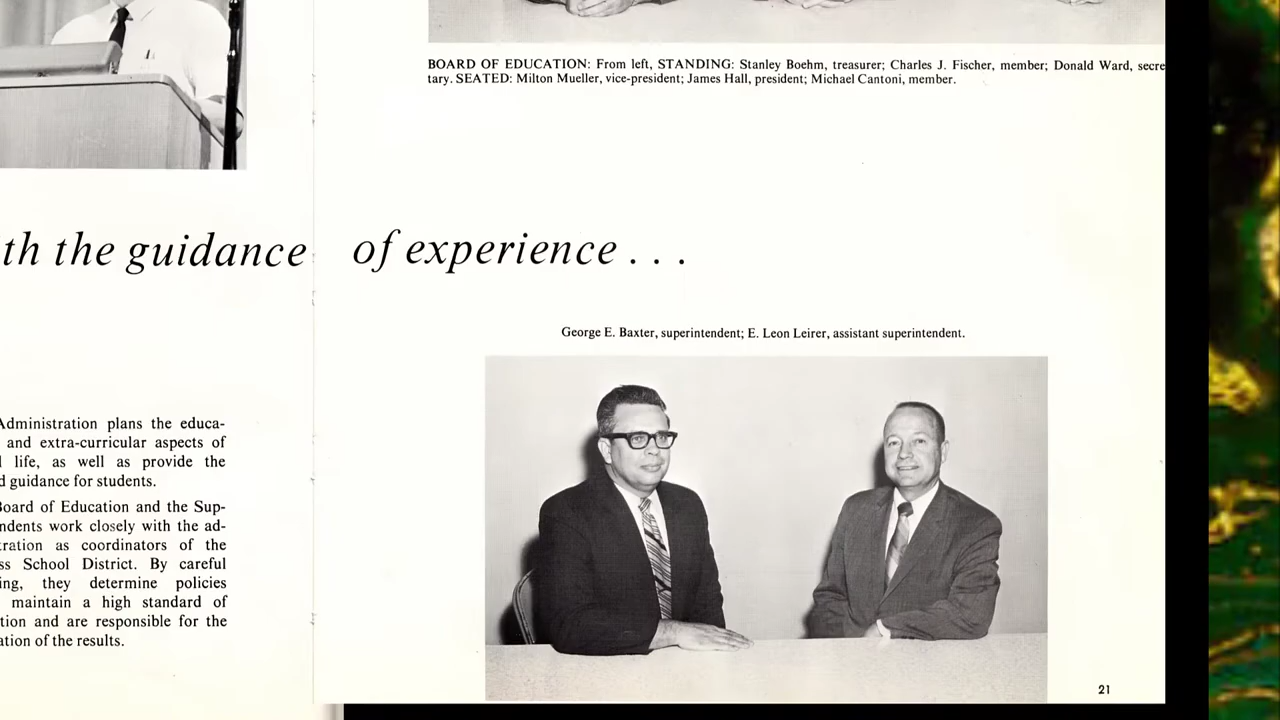 BOARD OF EDUCATION: From left, STANDING: Stanley Boehm, treasurer; Charles J. Fischer, member; Donald Ward, secre
tary. SEATED: Milton Mueller, vice-president; James Hall, president; Michael Cantoni, member.
th the guidance of experience . . .
George E. Baxter, superintendent; E. Leon Leirer, assistant superintendent.
Administration plans the educa-
and extra-curricular aspects of
life, as well as provide the
guidance for students.
Board of Education and the Sup-
ndents work closely with the ad-
tration as coordinators of the
ss School District. By careful
ing, they determine policies
maintain a high standard of
tion and are responsible for the
ation of the results.
21